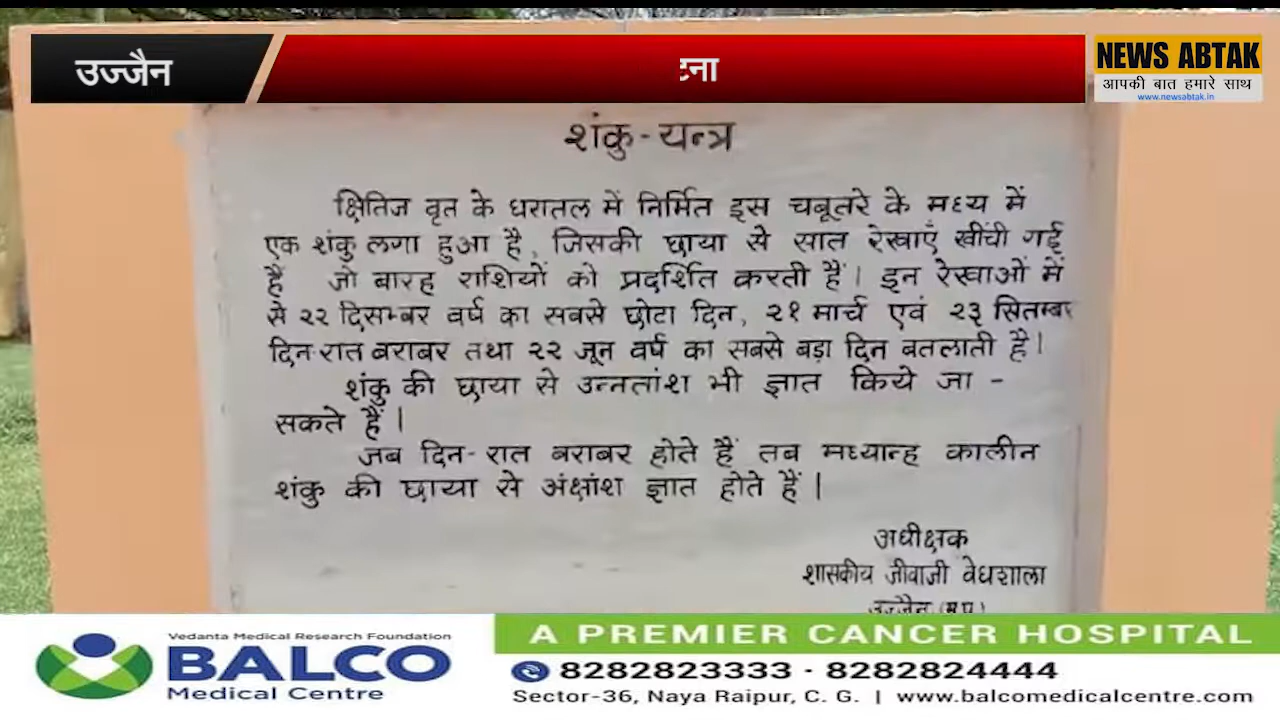 उज्जैन
टना
NEWS ABTAK
आपकी बात हमारे साथ
www.newsabtak.in
शंकु - यन्त्र
क्षितिज वृत के धरातल में निर्मित इस चबूतरे के मध्य में
एक शंकु लगा हुआ है, जिसकी छाया से सात रेखाएँ खींची गई
हैं जो बारह राशियों को प्रदर्शित करती हैं। इन रेखाओं में
से २२ दिसम्बर वर्ष का सबसे छोटा दिन, २१ मार्च एवं २३ सितम्बर
दिन-रात बराबर तथा २२ जून वर्ष का सबसे बड़ा दिन बतलाती है।
शंकु की छाया से उन्नतांश भी ज्ञात किये जा -
सकते हैं।
जब दिन-रात बराबर होते हैं तब मध्यान्ह कालीन
शंकु की छाया से अंक्षांश ज्ञात होते हैं।
अधीक्षक
शासकीय जीवाजी वेधशाला
उज्जैन (म.प्र.)
Vedanta Medical Research Foundation
BALCO
Medical Centre
A PREMIER CANCER HOSPITAL
8282823333 - 8282824444
Sector-36, Naya Raipur, C. G. | www.balcomedicalcentre.com